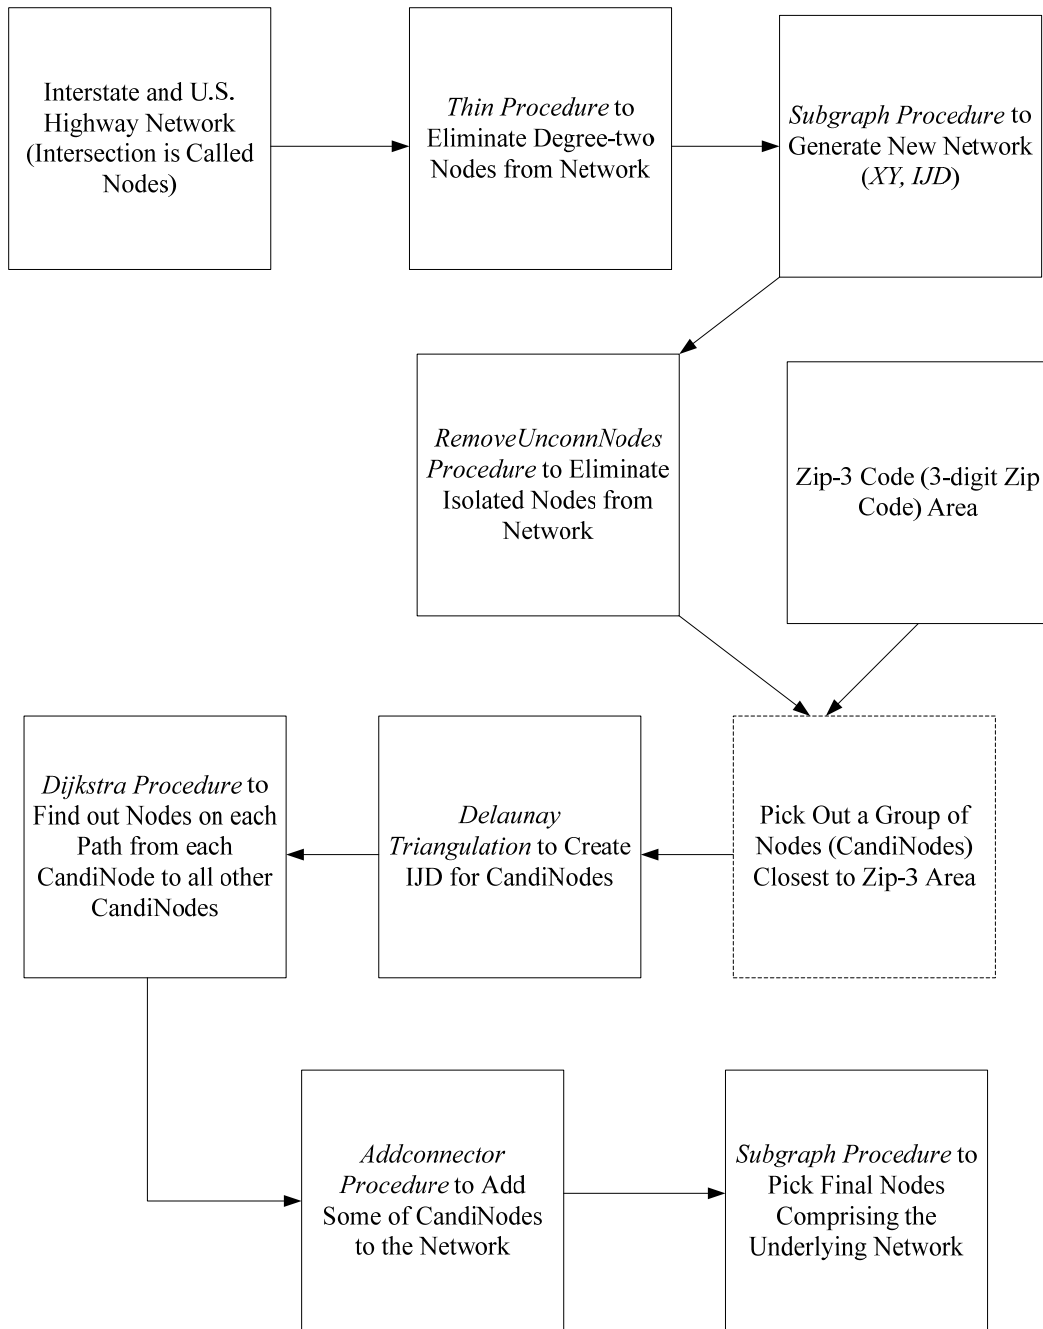 Interstate and U.S.
Highway Network
(Intersection is Called
Nodes)
Thin Procedure to
Eliminate Degree-two
Nodes from Network
Subgraph Procedure to
Generate New Network
(XY, IJD)
RemoveUnconnNodes
Procedure to Eliminate
Isolated Nodes from
Network
Zip-3 Code (3-digit Zip
Code) Area
Pick Out a Group of
Nodes (CandiNodes)
Closest to Zip-3 Area
Delaunay
Triangulation to Create
IJD for CandiNodes
Dijkstra Procedure to
Find out Nodes on each
Path from each
CandiNode to all other
CandiNodes
Addconnector
Procedure to Add
Some of CandiNodes
to the Network
Subgraph Procedure to
Pick Final Nodes
Comprising the
Underlying Network